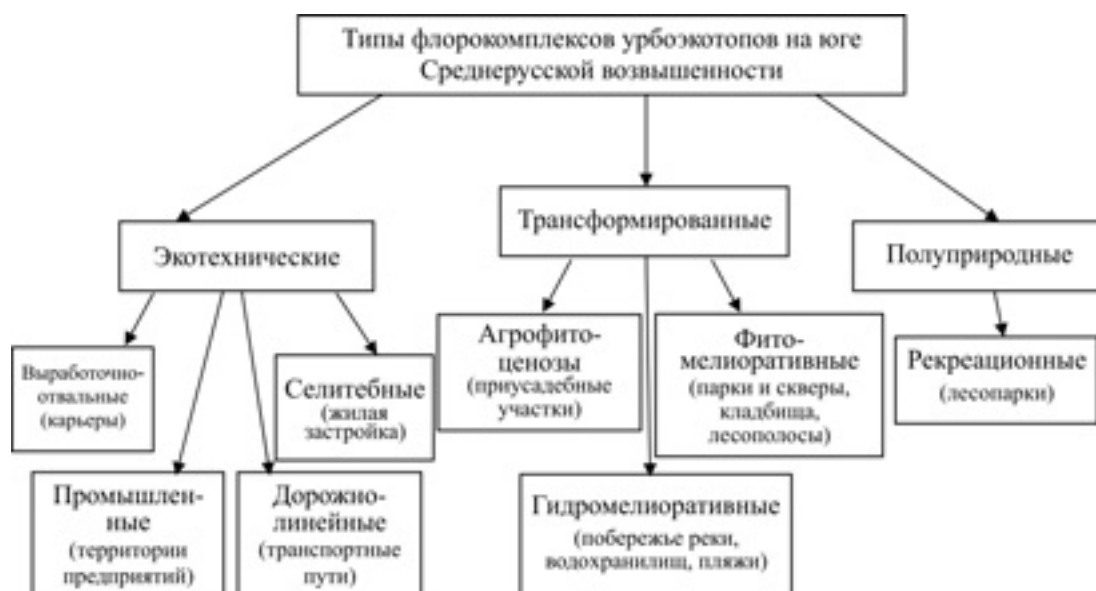 Типы флорокомплексов урбоэкотопов на юге
Среднерусской возвышенности
Экотехнические
Трансформированные
Полуприродные
Выработочно-
отвальные
(карьеры)
Селитебные
(жилая
застройка)
Агрофито-
ценозы
(приусадебные
участки)
Фито-
мелиоративные
(парки и скверы,
кладбища,
лесополосы)
Рекреационные
(лесопарки)
Промышлен-
ные
(территории
предприятий)
Дорожно-
линейные
(транспортные
пути)
Гидромелиоративные
(побережье реки,
водохранилищ, пляжи)